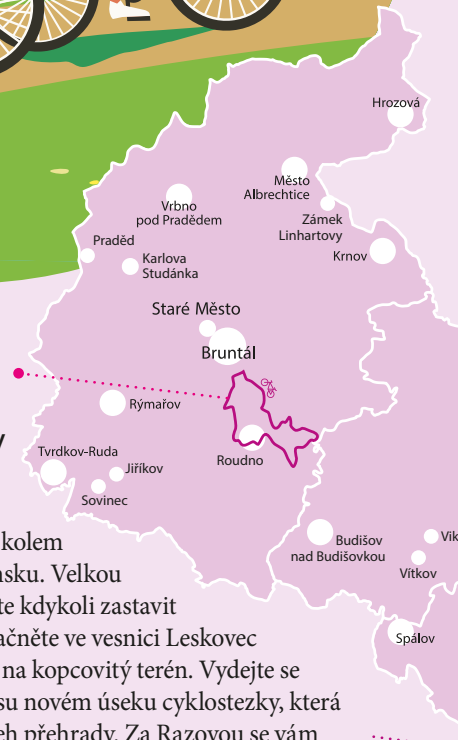 Hrozová
Město
Albrechtice
Vrbno
pod Pradědem
Zámek
Linhartovy
Praděd
Krnov
Karlova
Studánka
Staré Město
Bruntál
Rýmařov
Tvrdkov-Ruda
Roudno
Jiříkov
Sovinec
kolem
nsku. Velkou
te kdykoli zastavit
ačněte ve vesnici Leskovec
na kopcovitý terén. Vydejte se
su novém úseku cyklostezky, která
eh přehrady. Za Razovou se vám
Budišov
nad Budišovkou
Vik
Vítkov
Spálov